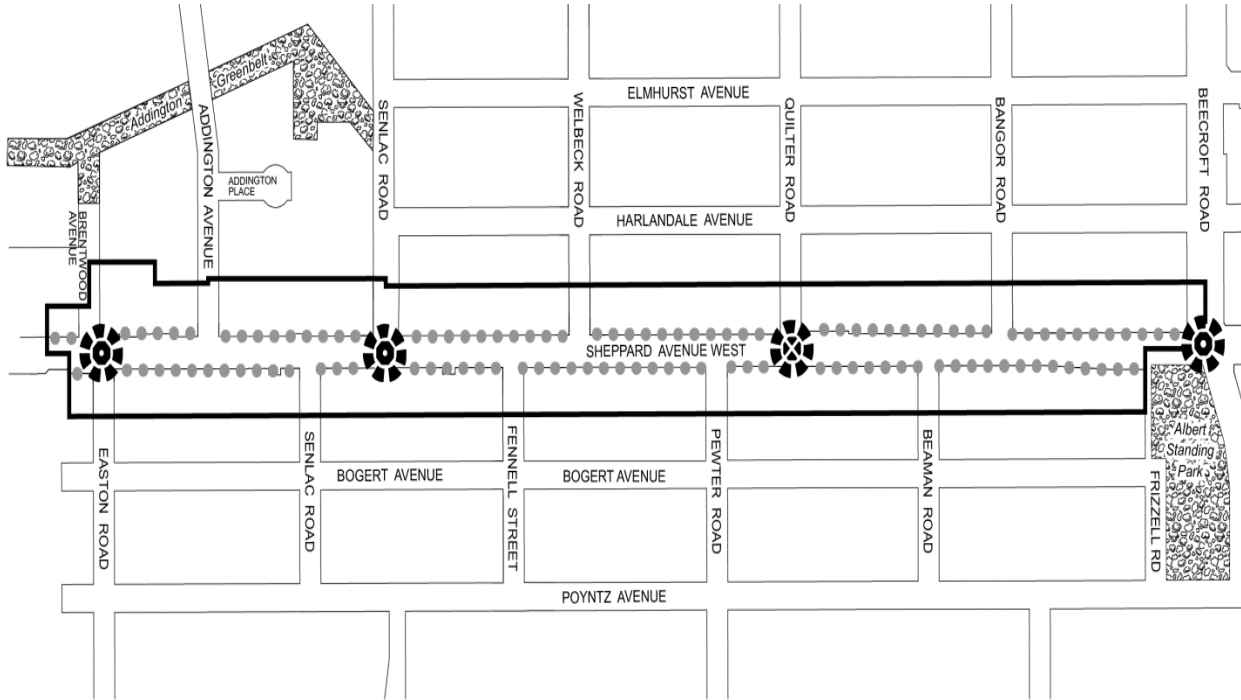 Addington Greenbelt
ELMHURST AVENUE
SENLAC ROAD
WELBECK ROAD
QUILTER ROAD
BANGOR ROAD
BEECROFT ROAD
ADDINGTON AVENUE
ADDINGTON
PLACE
BRENTWOOD
AVENUE
HARLANDALE AVENUE
SHEPPARD AVENUE WEST
EASTON ROAD
SENLAC ROAD
BOGERT AVENUE
FENNELL STREET
BOGERT AVENUE
PEWTER ROAD
BEAMAN ROAD
FRIZZELL RD
Albert
Standing
Park
POYNTZ AVENUE